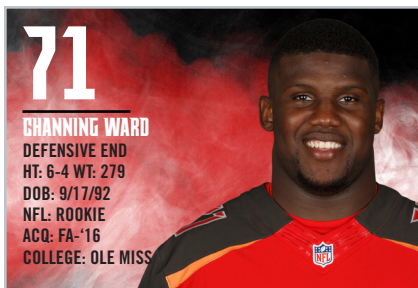 71
CHANNING WARD
DEFENSIVE END
HT: 6-4 WT: 279
DOB: 9/17/92
NFL: ROOKIE
ACQ: FA-‘16
COLLEGE: OLE MISS
NFL